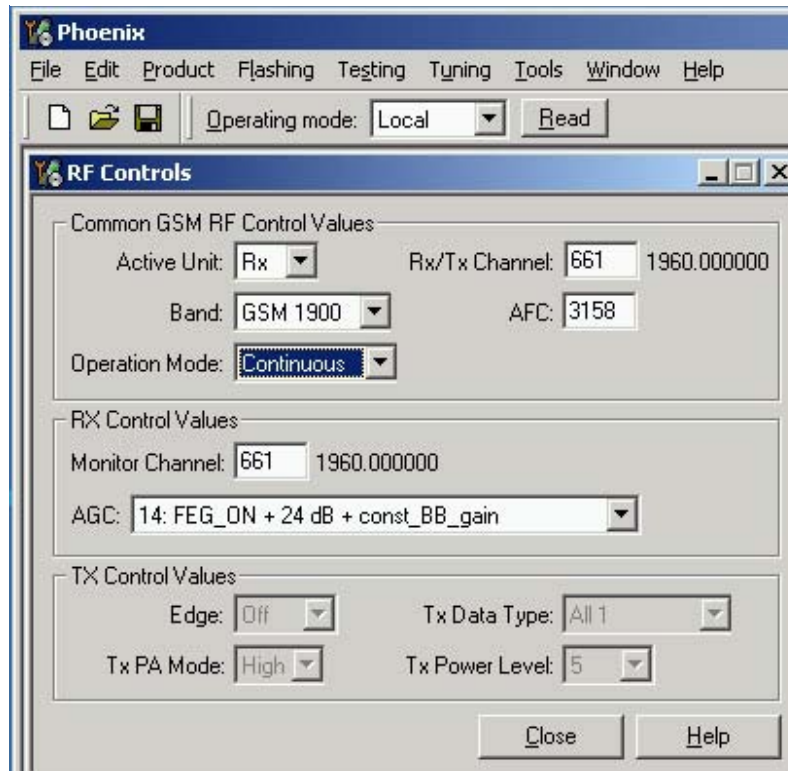 Phoenix
File Edit Product Flashing Testing Tuning Tools Window Help
Operating mode: Local Read
RF Controls
Common GSM RF Control Values
Active Unit: Rx Rx/Tx Channel: 661 1960.000000
Band: GSM 1900 AFC: 3158
Operation Mode: Continuous
RX Control Values
Monitor Channel: 661 1960.000000
AGC: 14: FEG_ON + 24 dB + const_BB_gain
TX Control Values
Edge: Off Tx Data Type: All 1
Tx PA Mode: High Tx Power Level: 5
Close Help